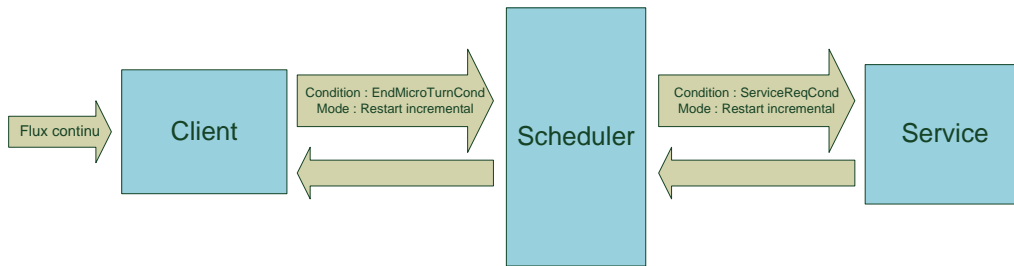 Flux continu
Client
Condition : EndMicroTurnCond
Mode : Restart incremental
Scheduler
Condition : ServiceReqCond
Mode : Restart incremental
Service